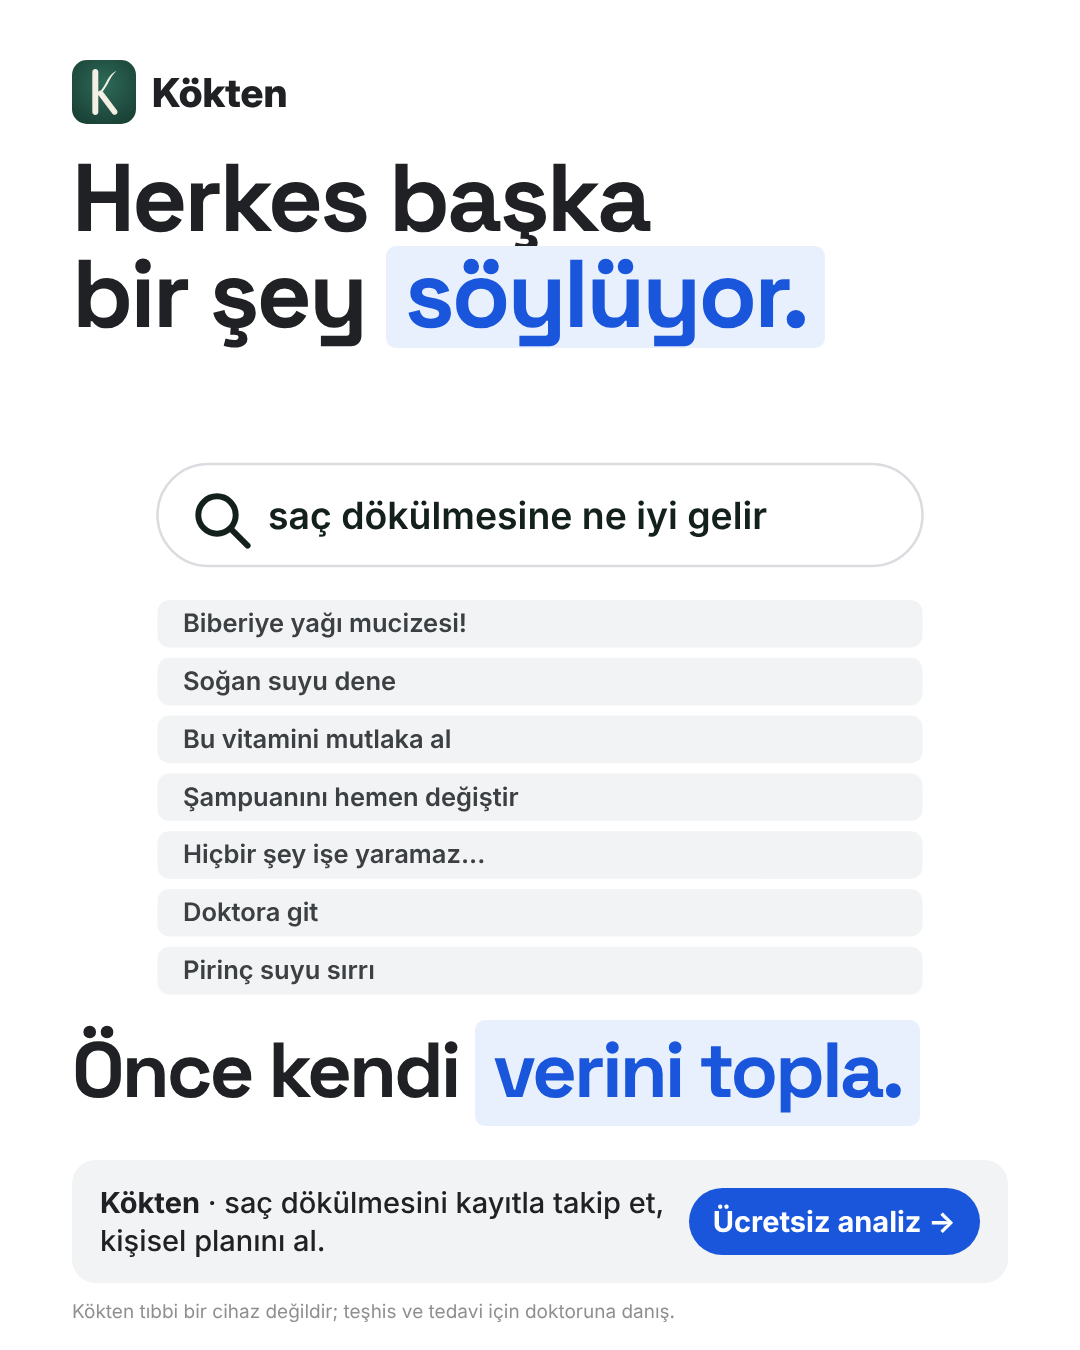 Kökten
Herkes başka
bir şey söylüyor.
saç dökülmesine ne iyi gelir
Biberiye yağı mucizesi!
Soğan suyu dene
Bu vitamini mutlaka al
Şampuanını hemen değiştir
Hiçbir şey işe yaramaz...
Doktora git
Pirinç suyu sırrı
Önce kendi verini topla.
Kökten · saç dökülmesini kayıtla takip et,
kişisel planını al.
Ücretsiz analiz →
Kökten tıbbi bir cihaz değildir; teşhis ve tedavi için doktoruna danış.